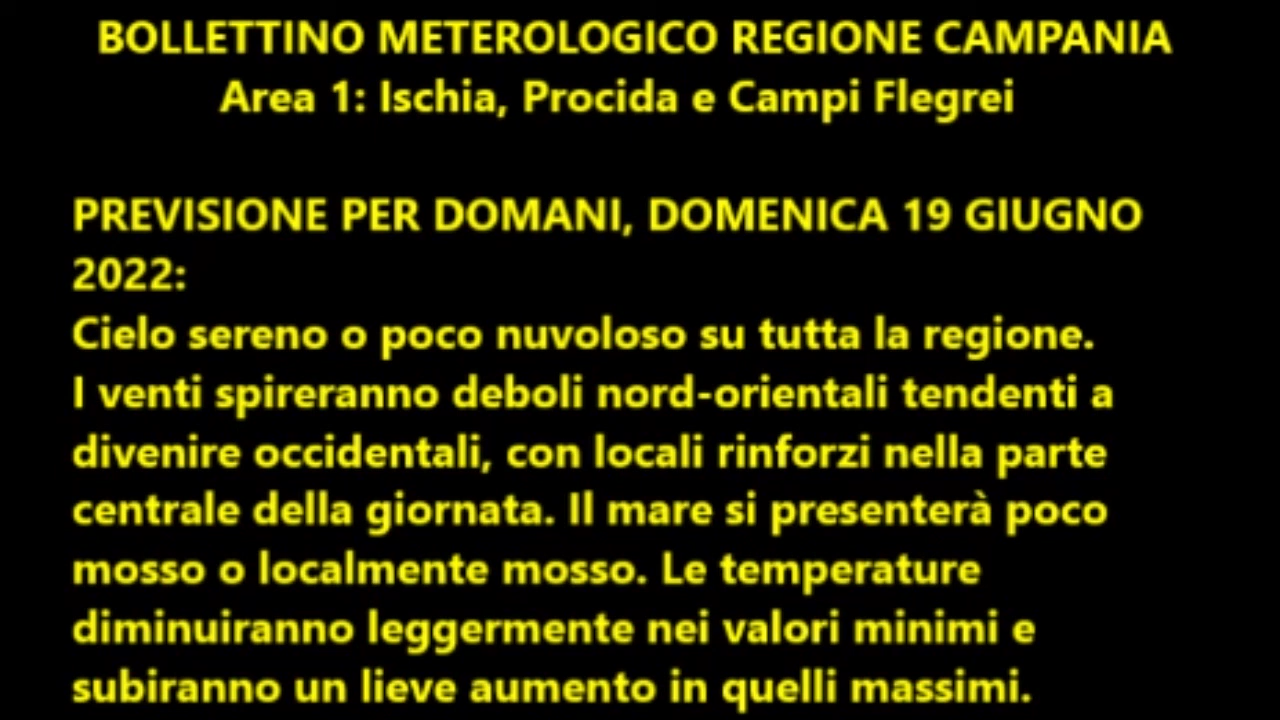 BOLLETTINO METEROLOGICO REGIONE CAMPANIA
Area 1: Ischia, Procida e Campi Flegrei
PREVISIONE PER DOMANI, DOMENICA 19 GIUGNO
2022:
Cielo sereno o poco nuvoloso su tutta la regione.
I venti spireranno deboli nord-orientali tendenti a
divenire occidentali, con locali rinforzi nella parte
centrale della giornata. Il mare si presenterà poco
mosso o localmente mosso. Le temperature
diminuiranno leggermente nei valori minimi e
subiranno un lieve aumento in quelli massimi.